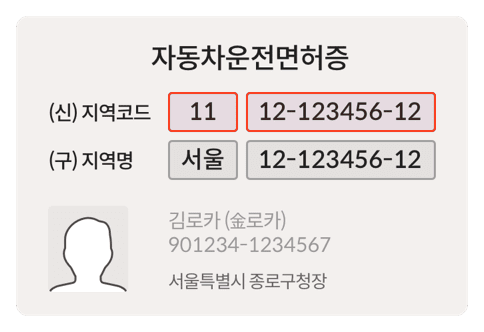 자동차운전면허증
(신) 지역코드 11 12-123456-12
(구) 지역명 서울 12-123456-12
김로카 (金로카)
901234-1234567
서울특별시 종로구청장